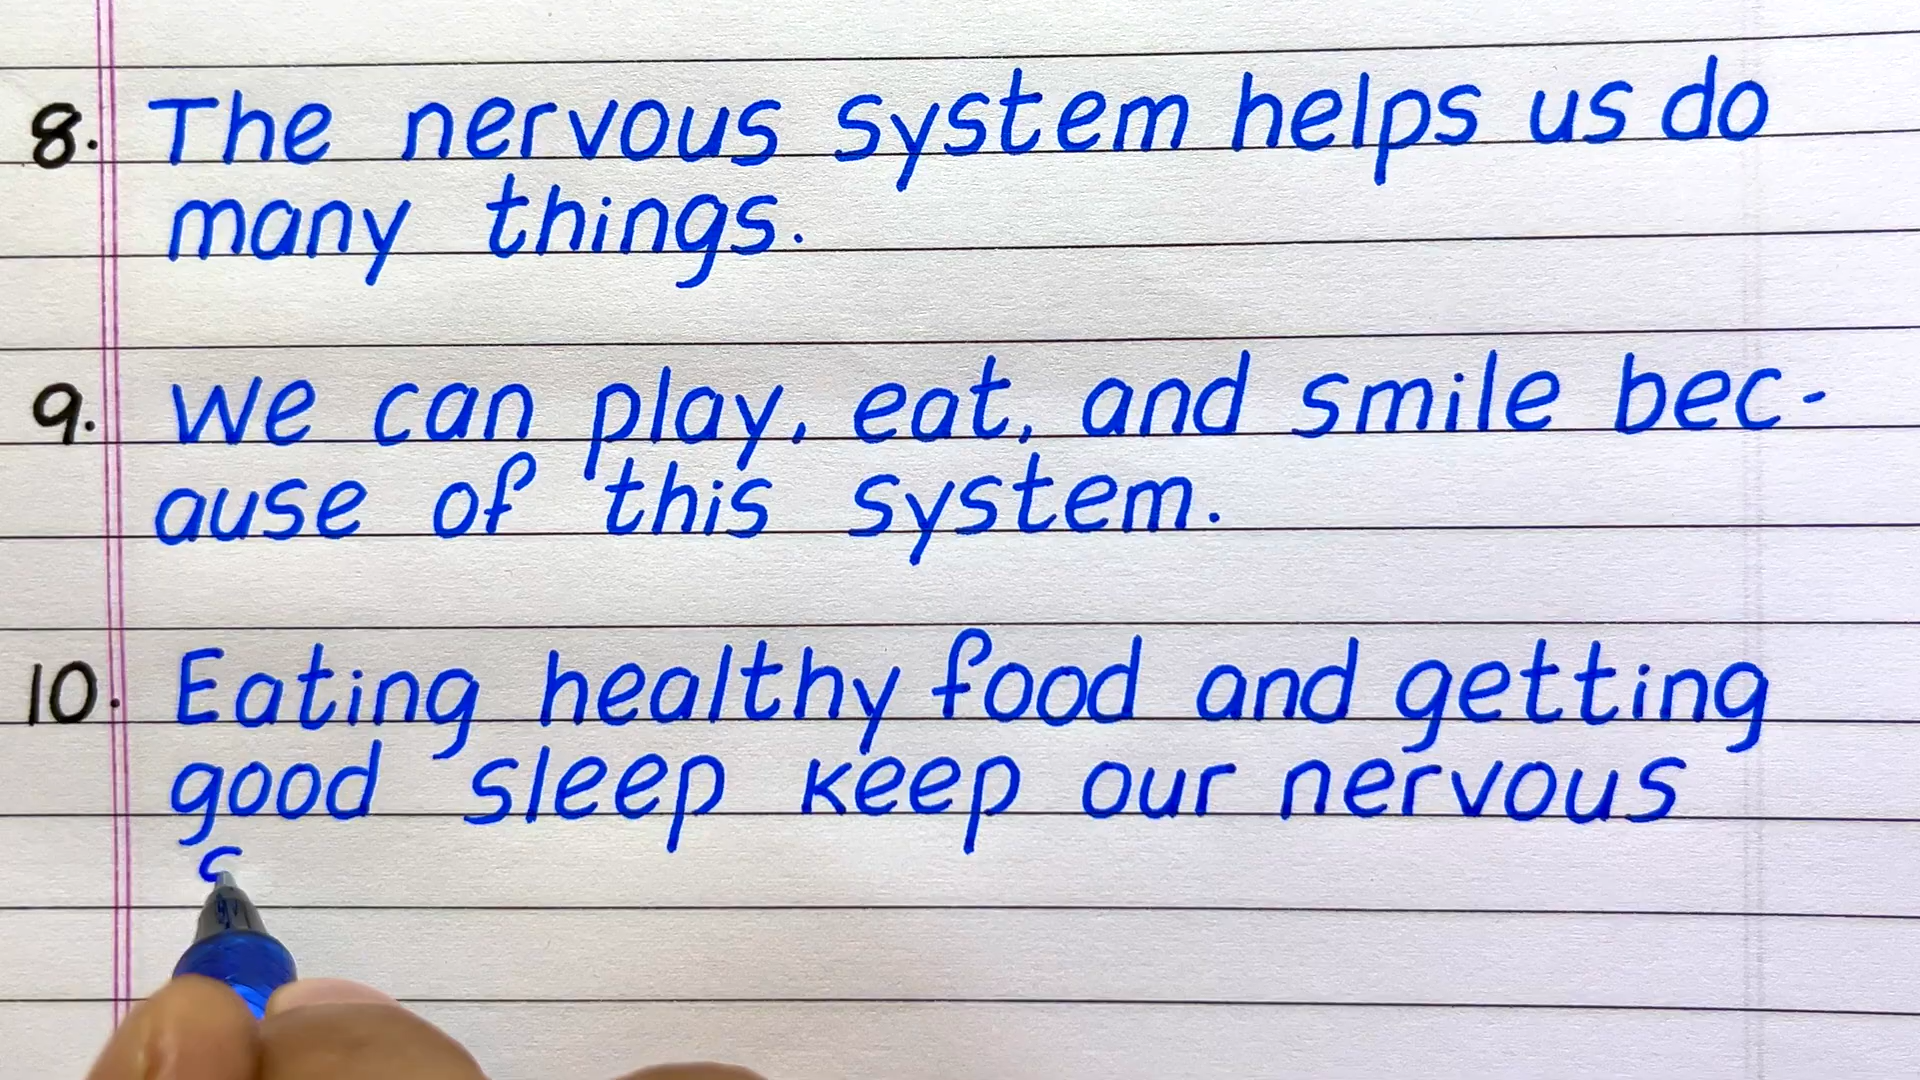 8. The nervous system helps us do
many things.
9. We can play, eat, and smile bec-
ause of this system.
10. Eating healthy food and getting
good sleep keep our nervous
s